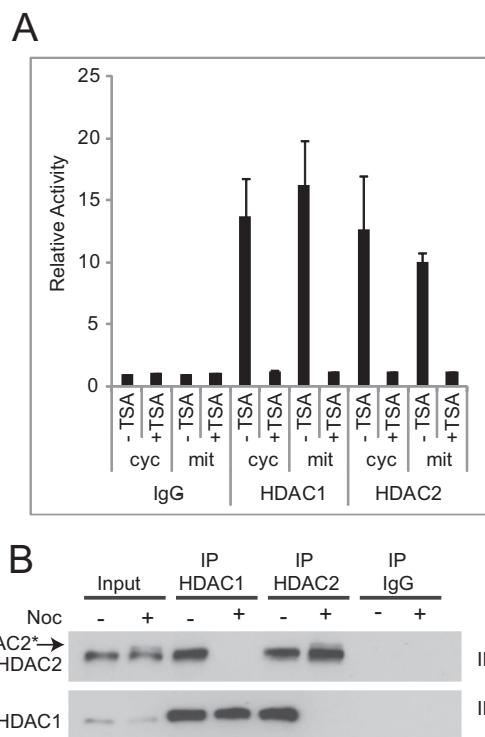 A
25
20
15
10
5
0
Relative Activity
- TSA +TSA - TSA +TSA - TSA +TSA - TSA +TSA - TSA +TSA - TSA +TSA
cyc mit cyc mit cyc mit
IgG HDAC1 HDAC2
B
IP IP IP
Input HDAC1 HDAC2 IgG
Noc - + - + - + - +
AC2*
HDAC2
HDAC1